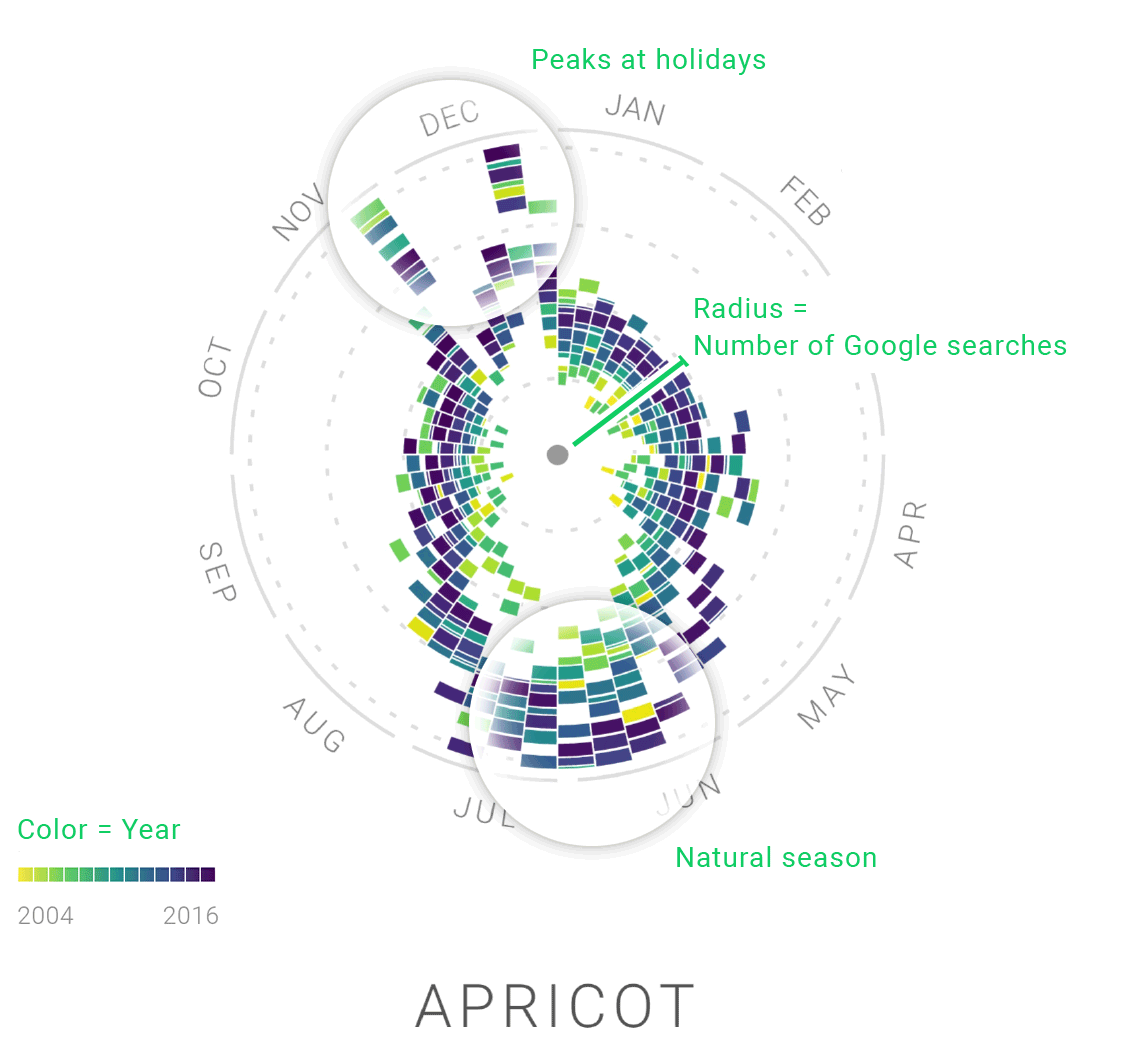 Peaks at holidays
DEC
JAN
NOV
FEB
Radius =
Number of Google searches
OCT
APR
SEP
MAY
AUG
JUN
JUL
Color = Year
Natural season
2004
2016
APRICOT